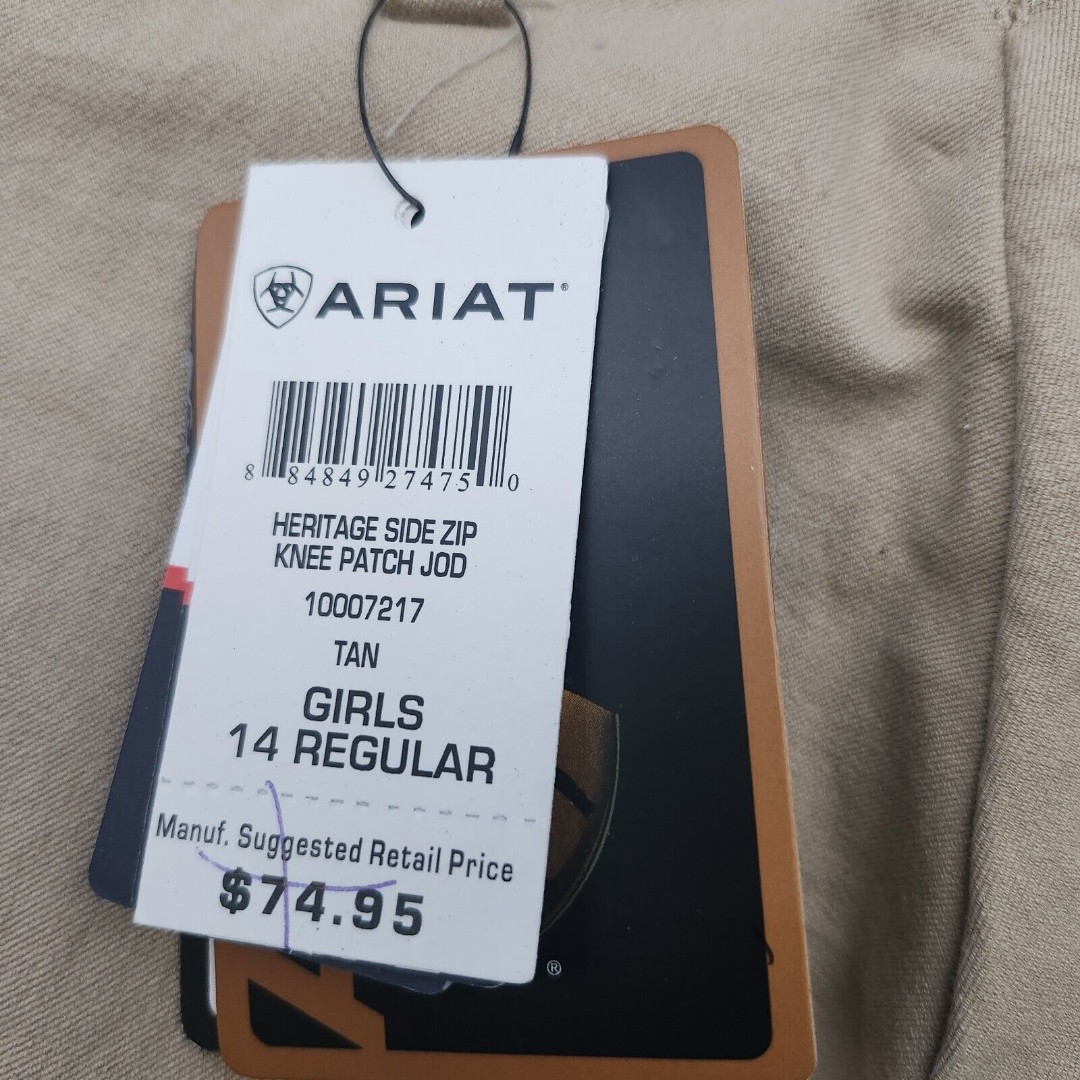 ARIAT®
8 84849 27475 0
HERITAGE SIDE ZIP
KNEE PATCH JOD
10007217
TAN
GIRLS
14 REGULAR
Manuf. Suggested Retail Price
$74.95
®